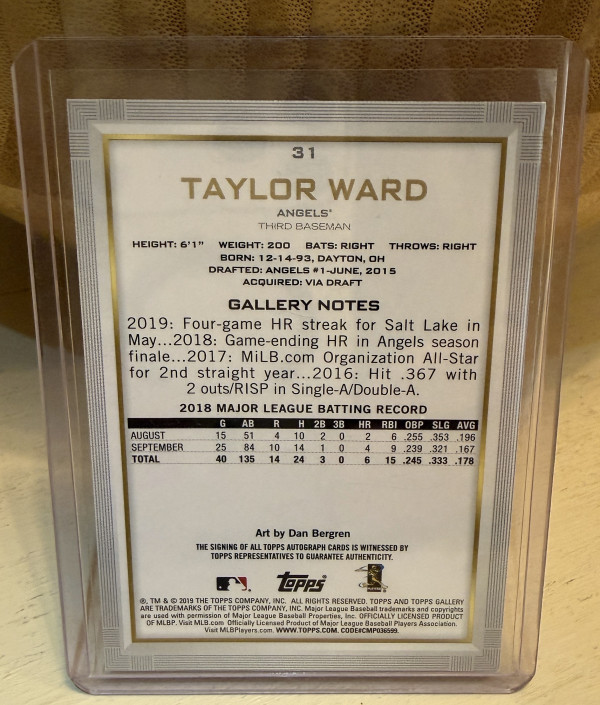 31
TAYLOR WARD
ANGELS®
THIRD BASEMAN
HEIGHT: 6'1" WEIGHT: 200 BATS: RIGHT THROWS: RIGHT
BORN: 12-14-93, DAYTON, OH
DRAFTED: ANGELS #1-JUNE, 2015
ACQUIRED: VIA DRAFT
GALLERY NOTES
2019: Four-game HR streak for Salt Lake in
May...2018: Game-ending HR in Angels season
finale...2017: MiLB.com Organization All-Star
for 2nd straight year...2016: Hit .367 with
2 outs/RISP in Single-A/Double-A.
2018 MAJOR LEAGUE BATTING RECORD
G AB R H 2B 3B HR RBI OBP SLG AVG
AUGUST 15 51 4 10 2 0 2 6 .255 .353 .196
SEPTEMBER 25 84 10 14 1 0 4 9 .239 .321 .167
TOTAL 40 135 14 24 3 0 6 15 .245 .333 .178
Art by Dan Bergren
THE SIGNING OF ALL TOPPS AUTOGRAPH CARDS IS WITNESSED BY
TOPPS REPRESENTATIVES TO GUARANTEE AUTHENTICITY.
topps
®, TM & © 2019 THE TOPPS COMPANY, INC. ALL RIGHTS RESERVED. TOPPS AND TOPPS GALLERY
ARE TRADEMARKS OF THE TOPPS COMPANY, INC. Major League Baseball trademarks and copyrights
are used with permission of Major League Baseball Properties, Inc. OFFICIALLY LICENSED PRODUCT
OF MLBP. Visit MLB.com Officially Licensed Product of Major League Baseball Players Association.
Visit MLBPlayers.com. WWW.TOPPS.COM. CODE#CMP036599.